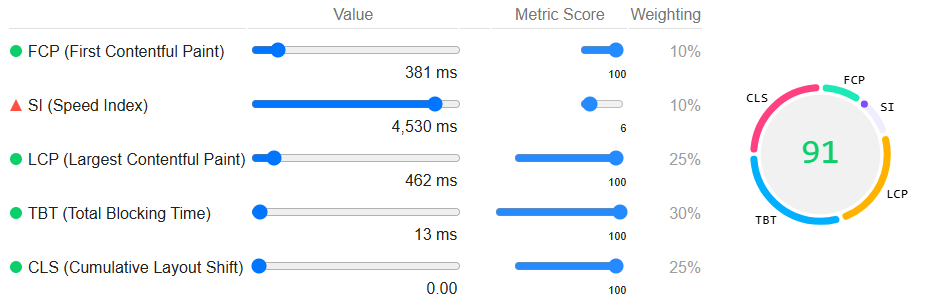 Value Metric Score Weighting
FCP (First Contentful Paint) 10%
381 ms 100
SI (Speed Index) 10%
4,530 ms 6
LCP (Largest Contentful Paint) 25%
462 ms 100
TBT (Total Blocking Time) 30%
13 ms 100
CLS (Cumulative Layout Shift) 25%
0.00 100
FCP
SI
CLS
91
LCP
TBT